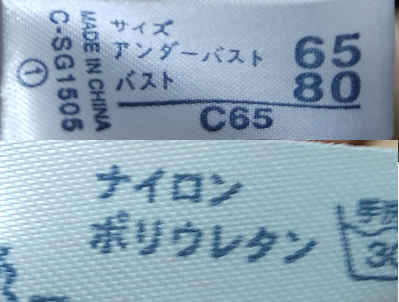 サイズ
アンダーバスト 65
バスト 80
C65
MADE IN CHINA
C-SG1505
①
ナイロン
ポリウレタン
手洗
30